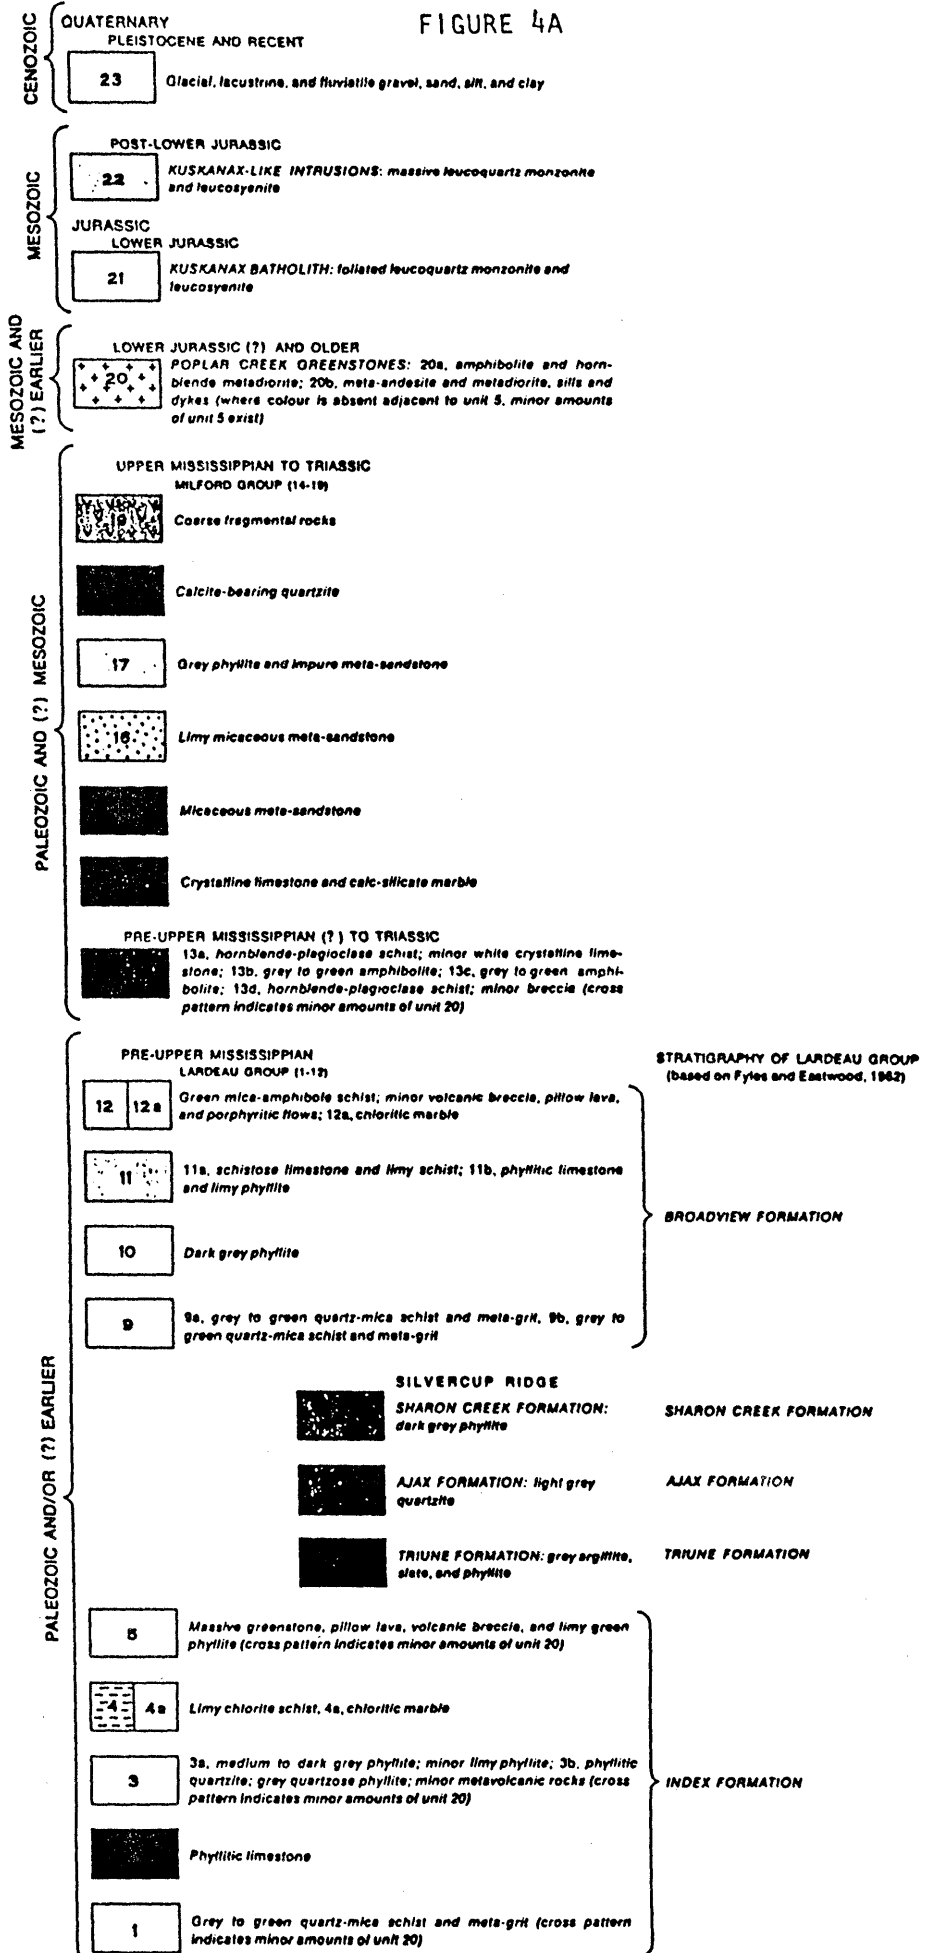 FIGURE 4A
CENOZOIC
QUATERNARY
PLEISTOCENE AND RECENT
23
Glacial, lacustrine, and fluviatile gravel, sand, silt, and clay
MESOZOIC
POST-LOWER JURASSIC
22
KUSKANAX-LIKE INTRUSIONS: massive leucoquartz monzonite
and leucosyenite
JURASSIC
LOWER JURASSIC
21
KUSKANAX BATHOLITH: foliated leucoquartz monzonite and
leucosyenite
MESOZOIC AND
(?) EARLIER
LOWER JURASSIC (?) AND OLDER
20
POPLAR CREEK GREENSTONES: 20a, amphibolite and horn-
blende metadiorite; 20b, meta-andesite and metadiorite, sills and
dykes (where colour is absent adjacent to unit 5, minor amounts
of unit 5 exist)
PALEOZOIC AND (?) MESOZOIC
UPPER MISSISSIPPIAN TO TRIASSIC
MILFORD GROUP (14-19)
19
Coarse fragmental rocks
Calcite-bearing quartzite
17
Grey phyllite and impure meta-sandstone
16
Limy micaceous meta-sandstone
Micaceous meta-sandstone
Crystalline limestone and calc-silicate marble
PRE-UPPER MISSISSIPPIAN (?) TO TRIASSIC
13a, hornblende-plagioclase schist; minor white crystalline lime-
stone; 13b, grey to green amphibolite; 13c, grey to green amphi-
bolite; 13d, hornblende-plagioclase schist; minor breccia (cross
pattern indicates minor amounts of unit 20)
PALEOZOIC AND/OR (?) EARLIER
PRE-UPPER MISSISSIPPIAN
LARDEAU GROUP (1-12)
STRATIGRAPHY OF LARDEAU GROUP
(based on Fyles and Eastwood, 1962)
12 12a
Green mica-amphibole schist; minor volcanic breccia, pillow lava,
and porphyritic flows; 12a, chloritic marble
11
11a, schistose limestone and limy schist; 11b, phyllitic limestone
and limy phyllite
BROADVIEW FORMATION
10
Dark grey phyllite
9
9a, grey to green quartz-mica schist and meta-grit, 9b, grey to
green quartz-mica schist and meta-grit
SILVERCUP RIDGE
SHARON CREEK FORMATION:
dark grey phyllite
SHARON CREEK FORMATION
AJAX FORMATION: light grey
quartzite
AJAX FORMATION
TRIUNE FORMATION: grey argillite,
slate, and phyllite
TRIUNE FORMATION
5
Massive greenstone, pillow lava, volcanic breccia, and limy green
phyllite (cross pattern indicates minor amounts of unit 20)
4 4a
Limy chlorite schist, 4a, chloritic marble
3
3a, medium to dark grey phyllite; minor limy phyllite; 3b, phyllitic
quartzite; grey quartzose phyllite; minor metavolcanic rocks (cross
pattern indicates minor amounts of unit 20)
INDEX FORMATION
Phyllitic limestone
1
Grey to green quartz-mica schist and meta-grit (cross pattern
indicates minor amounts of unit 20)